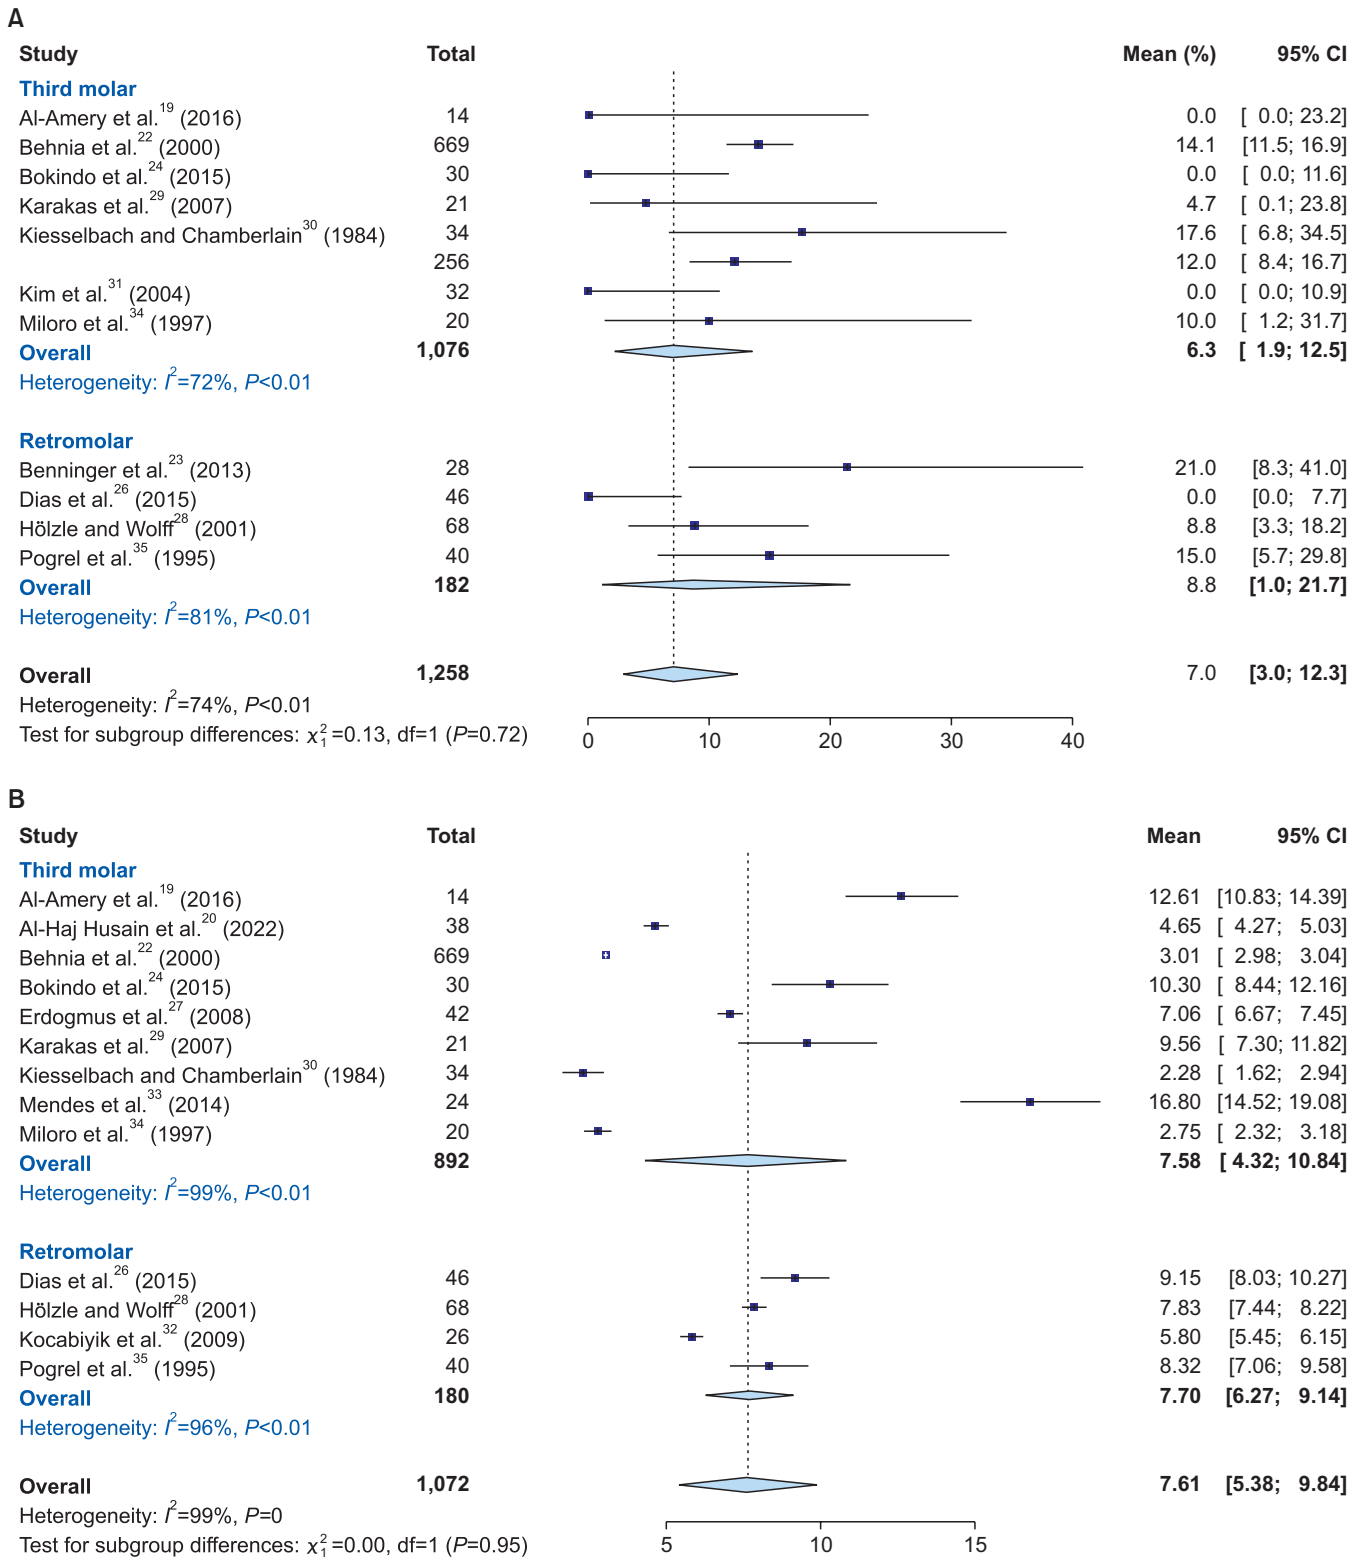 A
Study Total Mean (%) 95% CI
Third molar
Al-Amery et al.19 (2016) 14 0.0 [ 0.0; 23.2]
Behnia et al.22 (2000) 669 14.1 [11.5; 16.9]
Bokindo et al.24 (2015) 30 0.0 [ 0.0; 11.6]
Karakas et al.29 (2007) 21 4.7 [ 0.1; 23.8]
Kiesselbach and Chamberlain30 (1984) 34 17.6 [ 6.8; 34.5]
256 12.0 [ 8.4; 16.7]
Kim et al.31 (2004) 32 0.0 [ 0.0; 10.9]
Miloro et al.34 (1997) 20 10.0 [ 1.2; 31.7]
Overall 1,076 6.3 [ 1.9; 12.5]
Heterogeneity: I2=72%, P<0.01
Retromolar
Benninger et al.23 (2013) 28 21.0 [8.3; 41.0]
Dias et al.26 (2015) 46 0.0 [0.0; 7.7]
Hölzle and Wolff28 (2001) 68 8.8 [3.3; 18.2]
Pogrel et al.35 (1995) 40 15.0 [5.7; 29.8]
Overall 182 8.8 [1.0; 21.7]
Heterogeneity: I2=81%, P<0.01
Overall 1,258 7.0 [3.0; 12.3]
Heterogeneity: I2=74%, P<0.01
Test for subgroup differences: x21=0.13, df=1 (P=0.72)
0 10 20 30 40
B
Study Total Mean 95% CI
Third molar
Al-Amery et al.19 (2016) 14 12.61 [10.83; 14.39]
Al-Haj Husain et al.20 (2022) 38 4.65 [ 4.27; 5.03]
Behnia et al.22 (2000) 669 3.01 [ 2.98; 3.04]
Bokindo et al.24 (2015) 30 10.30 [ 8.44; 12.16]
Erdogmus et al.27 (2008) 42 7.06 [ 6.67; 7.45]
Karakas et al.29 (2007) 21 9.56 [ 7.30; 11.82]
Kiesselbach and Chamberlain30 (1984) 34 2.28 [ 1.62; 2.94]
Mendes et al.33 (2014) 24 16.80 [14.52; 19.08]
Miloro et al.34 (1997) 20 2.75 [ 2.32; 3.18]
Overall 892 7.58 [ 4.32; 10.84]
Heterogeneity: I2=99%, P<0.01
Retromolar
Dias et al.26 (2015) 46 9.15 [8.03; 10.27]
Hölzle and Wolff28 (2001) 68 7.83 [7.44; 8.22]
Kocabiyik et al.32 (2009) 26 5.80 [5.45; 6.15]
Pogrel et al.35 (1995) 40 8.32 [7.06; 9.58]
Overall 180 7.70 [6.27; 9.14]
Heterogeneity: I2=96%, P<0.01
Overall 1,072 7.61 [5.38; 9.84]
Heterogeneity: I2=99%, P=0
Test for subgroup differences: x21=0.00, df=1 (P=0.95)
5 10 15